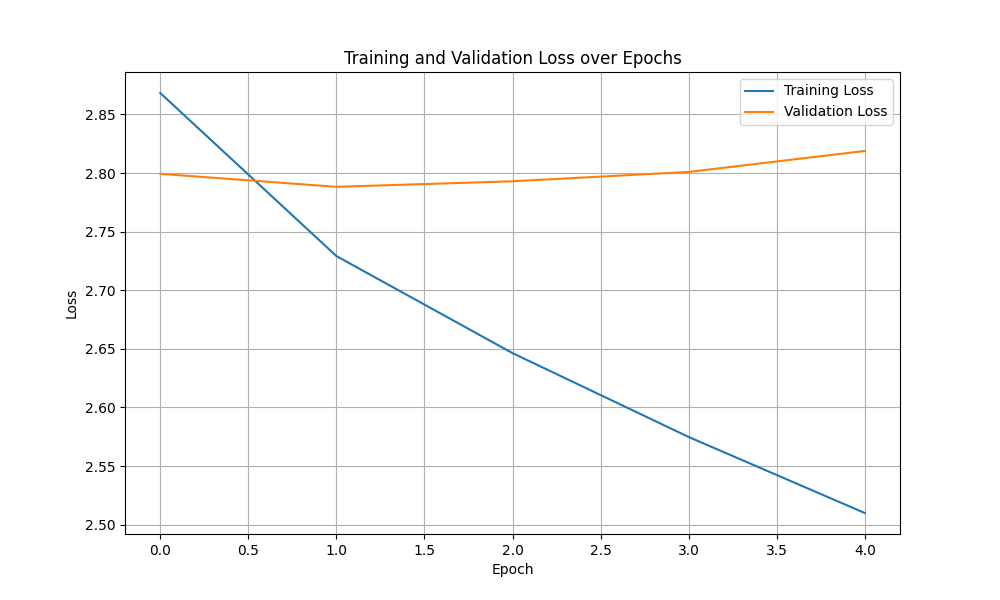 Training and Validation Loss over Epochs
Training Loss
Validation Loss
2.85
2.80
2.75
2.70
2.65
2.60
2.55
2.50
Loss
0.0 0.5 1.0 1.5 2.0 2.5 3.0 3.5 4.0
Epoch